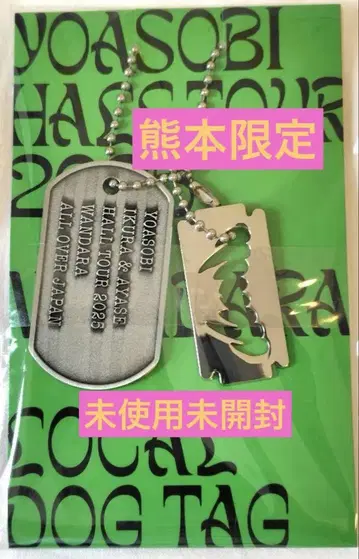 YOASOBI
HALL TOUR
熊本限定
YOASOBI
IKURA & AYASE
HALL TOUR 2025
WANDARA
ALL OVER JAPAN
未使用未開封
LOCAL
DOG TAG